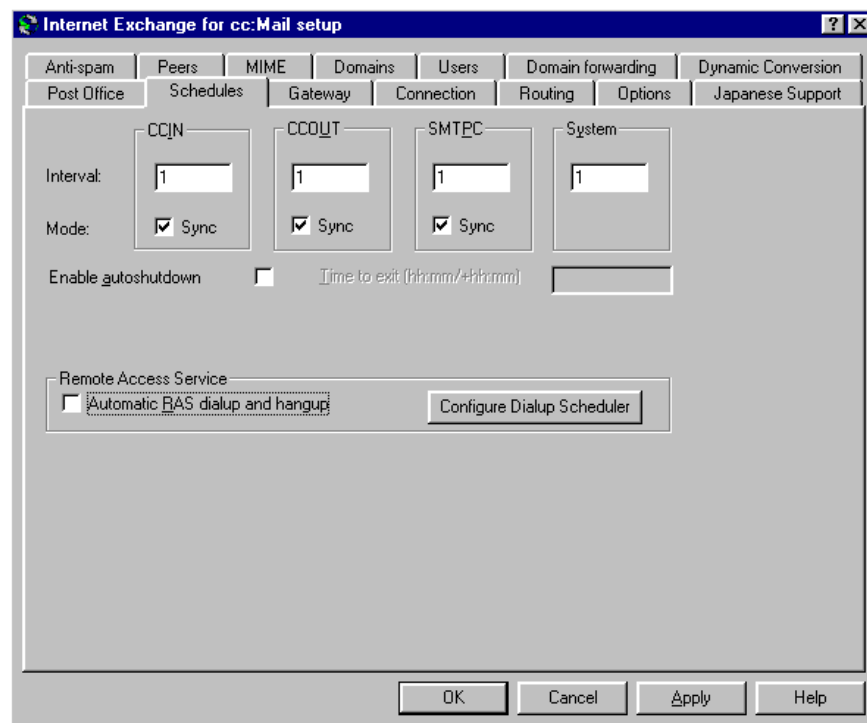 Internet Exchange for cc:Mail setup
Anti-spam Peers MIME Domains Users Domain forwarding Dynamic Conversion
Post Office Schedules Gateway Connection Routing Options Japanese Support
CCIN CCOUT SMTPC System
Interval: 1 1 1 1
Mode: Sync Sync Sync
Enable autoshutdown Time to exit (hh:mm/+hh:mm)
Remote Access Service
Automatic RAS dialup and hangup Configure Dialup Scheduler
OK Cancel Apply Help